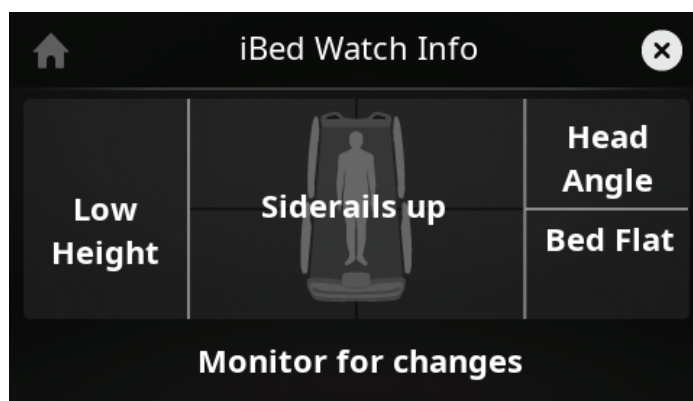 iBed Watch Info
Low
Height
Siderails up
Head
Angle
Bed Flat
Monitor for changes